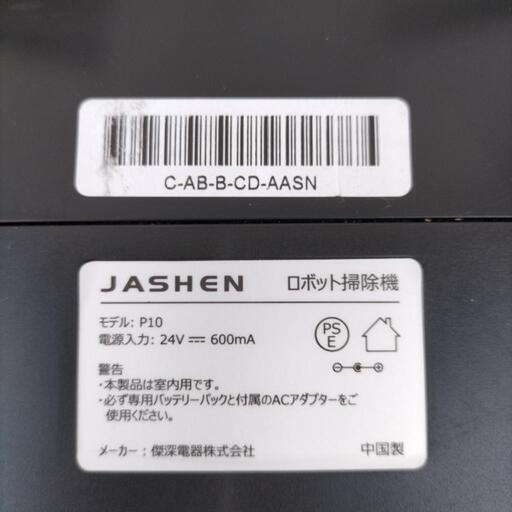 C-AB-B-CD-AASN
JASHEN ロボット掃除機
モデル: P10
電源入力: 24V ⎓ 600mA
PS
E
警告
・本製品は室内用です。
・必ず専用バッテリーパックと付属のACアダプターをご
使用ください。
メーカー: 傑深電器株式会社 中国製